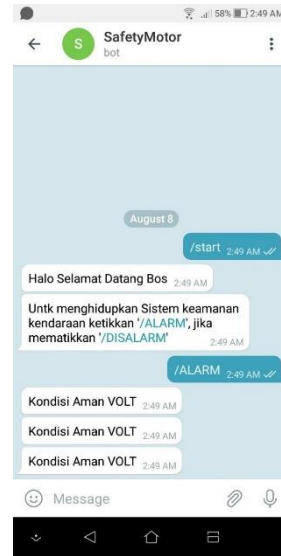 58% 2:49 AM
S
SafetyMotor
bot
August 8
/start 2:49 AM
Halo Selamat Datang Bos 2:49 AM
Untk menghidupkan Sistem keamanan
kendaraan ketikkan '/ALARM', jika
mematikkan '/DISALARM' 2:49 AM
/ALARM 2:49 AM
Kondisi Aman VOLT 2:49 AM
Kondisi Aman VOLT 2:49 AM
Kondisi Aman VOLT 2:49 AM
Message